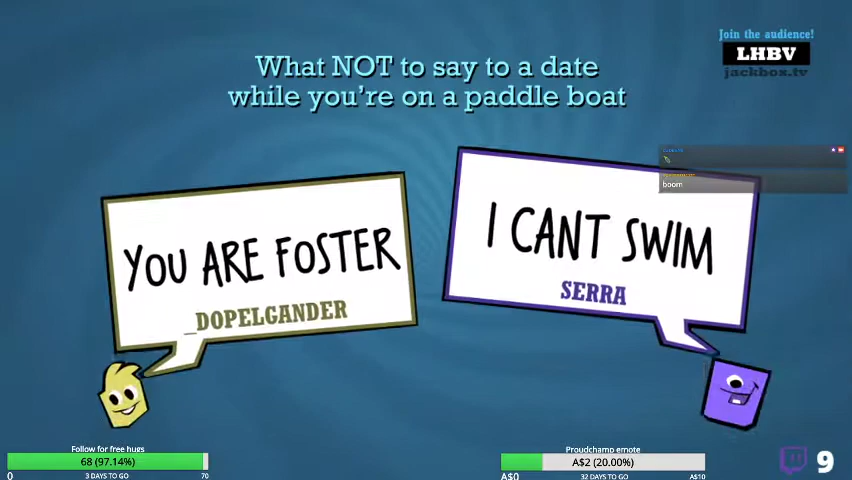 Join the audience!
LHBV
jackbox.tv
What NOT to say to a date
while you're on a paddle boat
boom
YOU ARE FOSTER
_DOPELGANDER
I CANT SWIM
SERRA
Follow for free hugs
68 (97.14%)
0
3 DAYS TO GO
70
Proudchamp emote
A$2 (20.00%)
A$0
32 DAYS TO GO
A$10
9